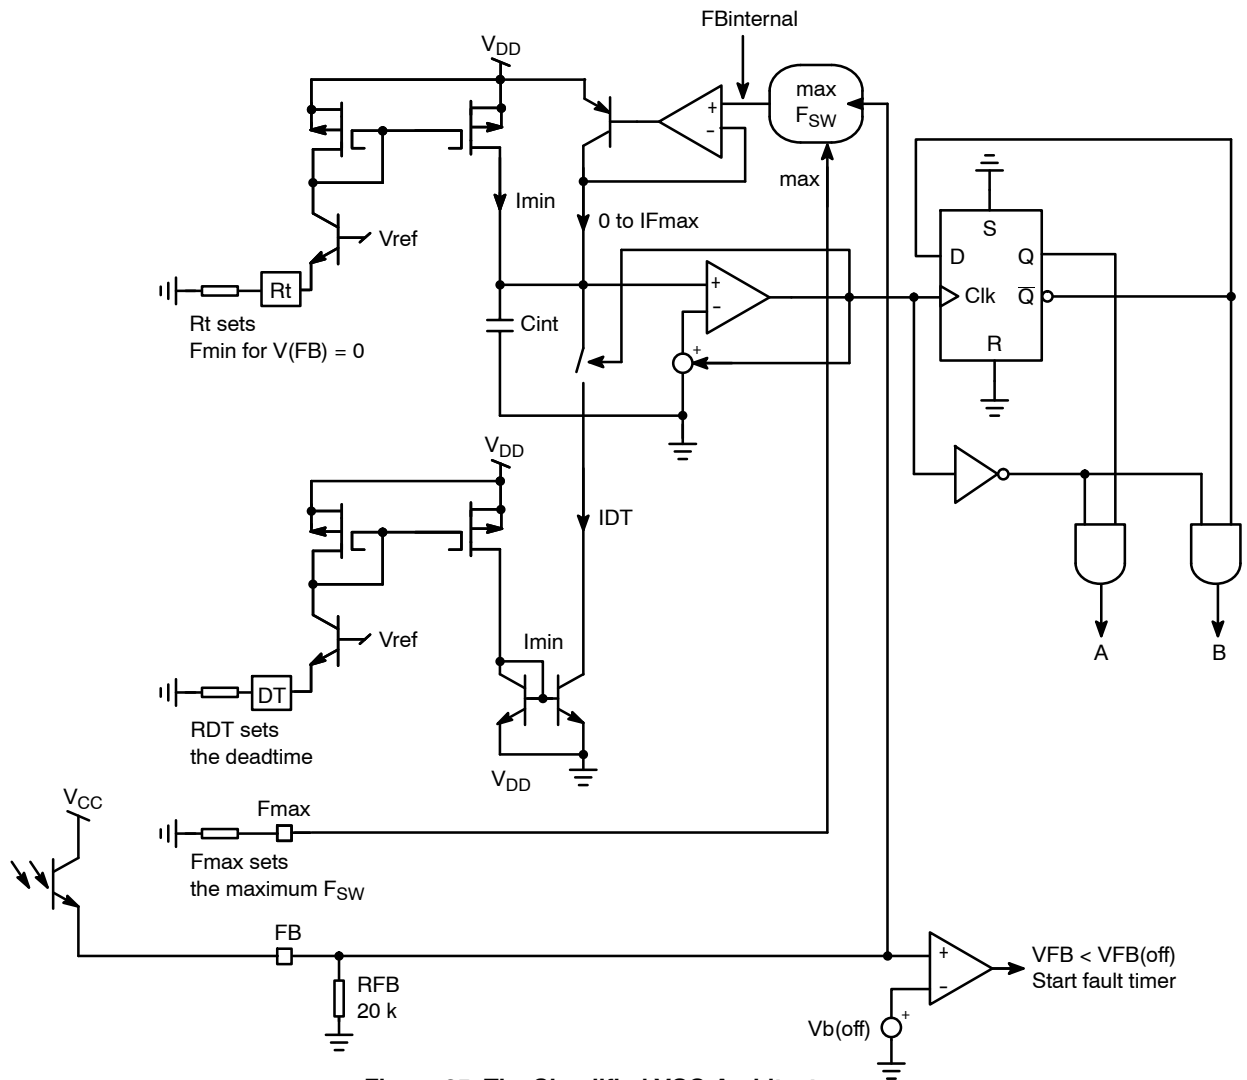 FBinternal
VDD
max
FSW
+
−
max
Imin
0 to IFmax
Vref
Rt
Rt sets
Fmin for V(FB) = 0
Cint
+
−
+
S
D
Q
Clk
Q
R
VDD
IDT
Vref
Imin
DT
RDT sets
the deadtime
VDD
A
B
VCC
Fmax
Fmax sets
the maximum FSW
FB
RFB
20 k
+
−
VFB < VFB(off)
Start fault timer
Vb(off)
+